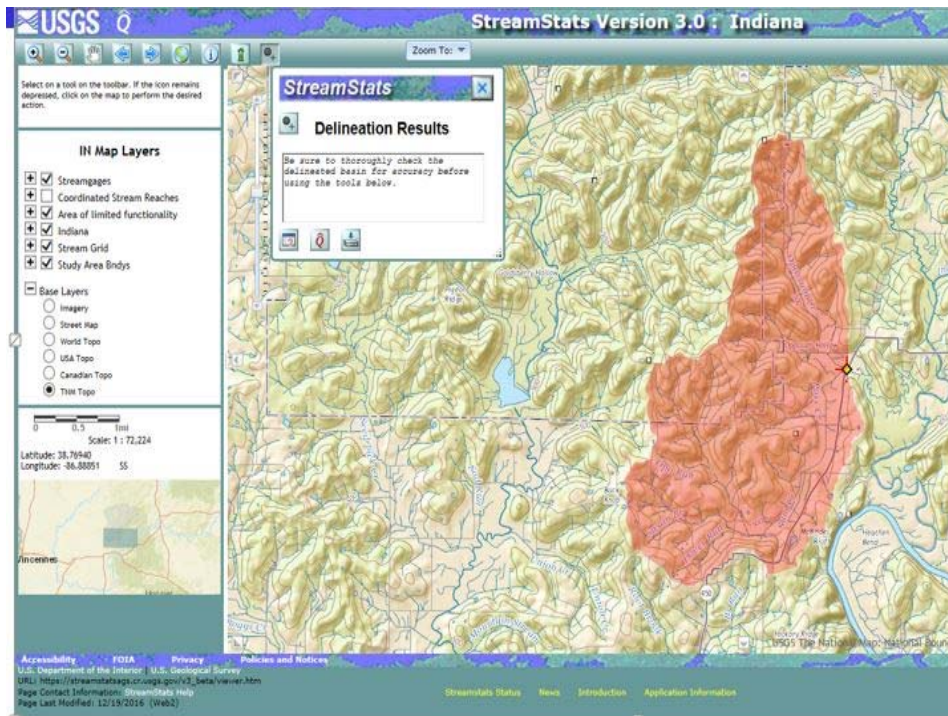 USGS
StreamStats Version 3.0 : Indiana
Zoom To:
Select on a tool on the toolbar. If the icon remains
depressed, click on the map to perform the desired
action.
IN Map Layers
Streamgages
Coordinated Stream Reaches
Area of limited functionality
Indiana
Stream Grid
Study Area Bndys
Base Layers
Imagery
Street Map
World Topo
USA Topo
Canadian Topo
TNM Topo
0 0.5 1mi
Scale: 1 : 72,224
Latitude: 38.76940
Longitude: -86.88851 SS
Vincennes
StreamStats
Delineation Results
Be sure to thoroughly check the
delineated basin for accuracy before
using the tools below.
450
USGS The National Map: National Boun
Accessibility FOIA Privacy Policies and Notices
U.S. Department of the Interior | U.S. Geological Survey
URL: https://streamstatsags.cr.usgs.gov/v3_beta/viewer.htm
Page Contact Information: StreamStats Help
Page Last Modified: 12/19/2016 (Web2)
Streamstats Status News Introduction Application Information